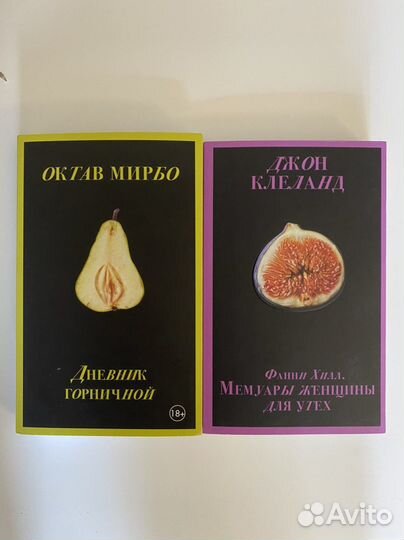 ОКТАВ МИРБО
ДНЕВНИК
ГОРНИЧНОЙ
18+
ДЖОН
КЛЕЛАНД
ФАННИ ХИЛЛ.
МЕМУАРЫ ЖЕНЩИНЫ
ДЛЯ УТЕХ
Avito